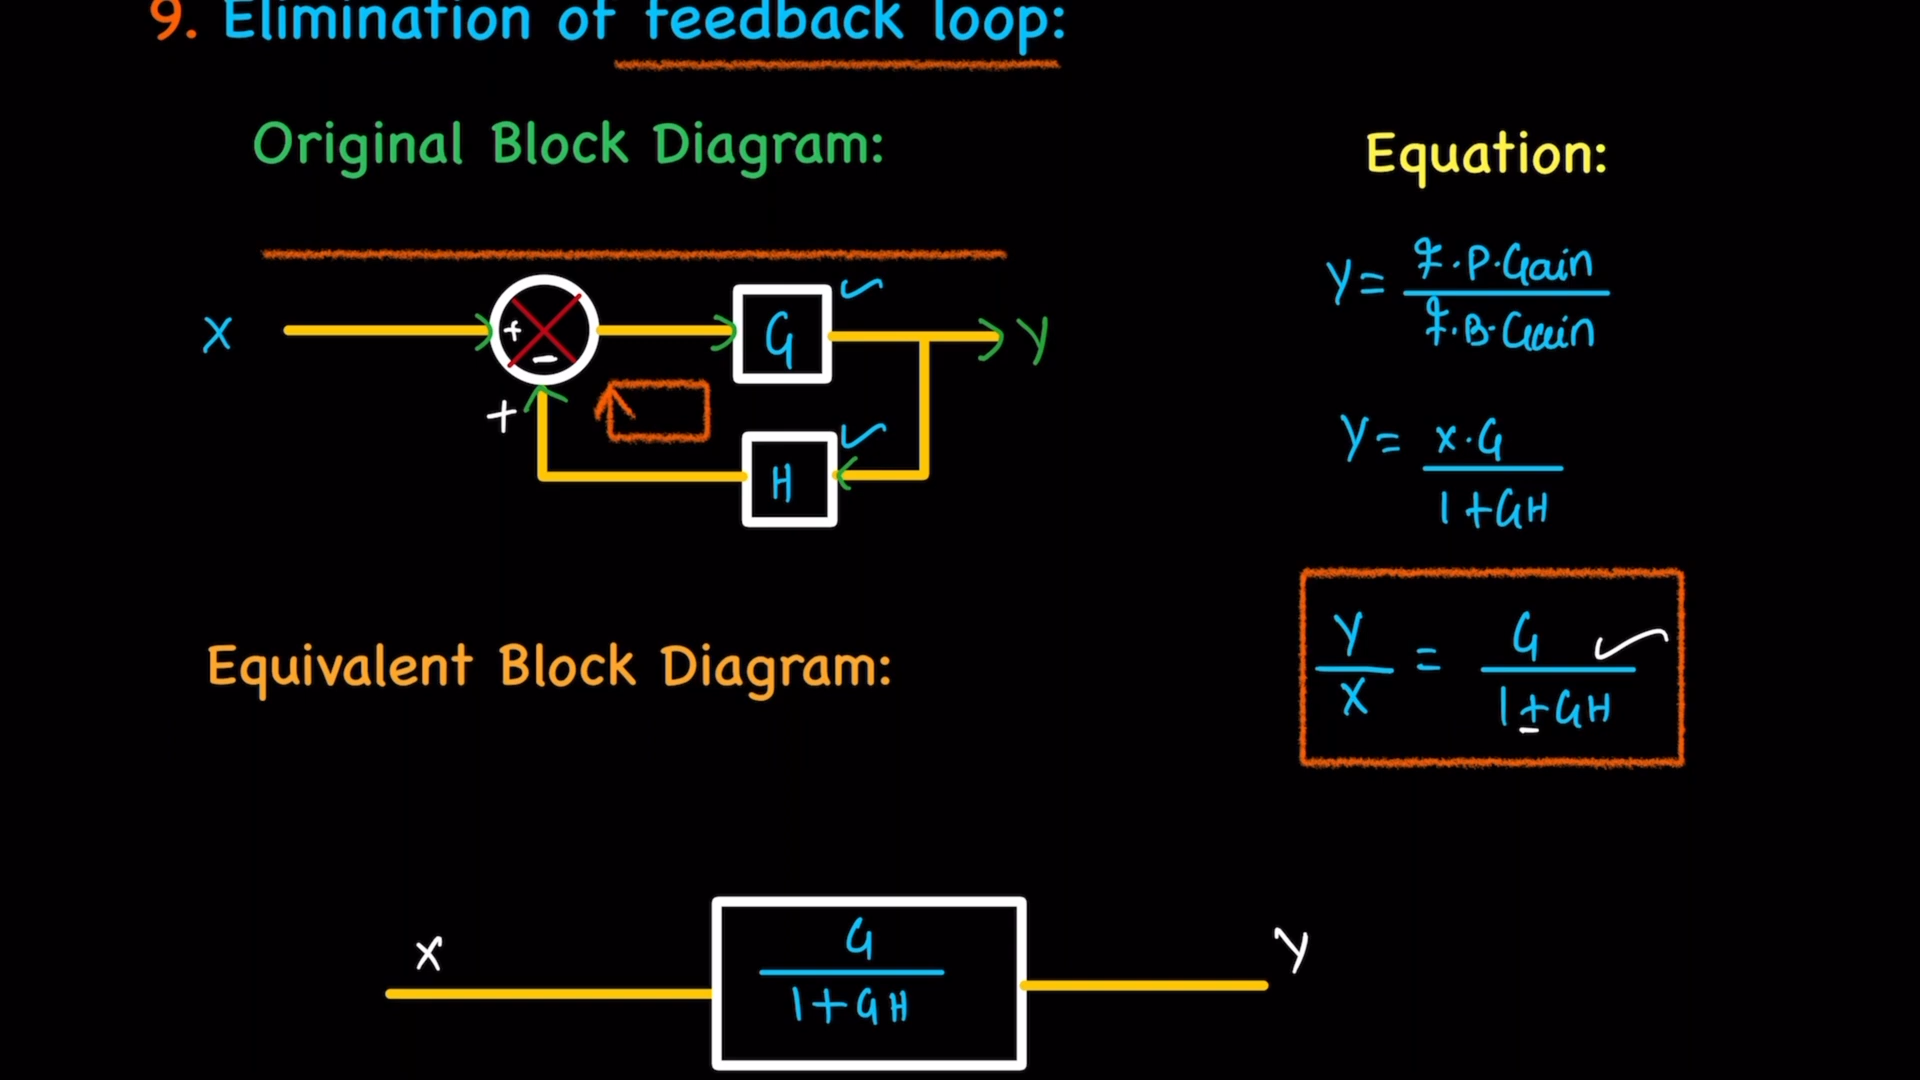 9. Elimination of feedback loop:
Original Block Diagram:
Equation:
X
+
-
G
Y
+
H
Y = F.P.Gain / F.B.Gain
Y = X.G / 1+GH
Y/X = G / 1±GH
Equivalent Block Diagram:
X
G / 1+GH
Y